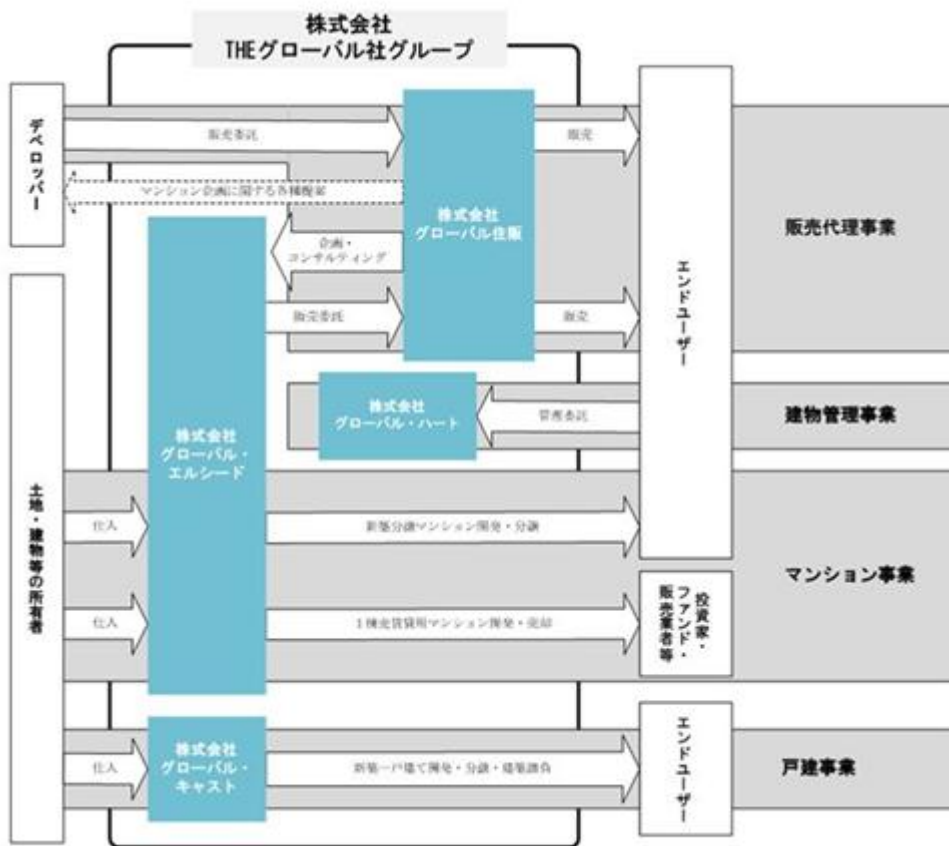 株式会社
THEグローバル社グループ
デベロッパー
販売委託
販売
マンション企画に関する各種提案
株式会社
グローバル住販
企画・
コンサルティング
販売委託
販売
販売代理事業
エンドユーザー
株式会社
グローバル・ハート
管理委託
建物管理事業
株式会社
グローバル・
エルシード
土地・建物等の所有者
仕入
新築分譲マンション開発・分譲
マンション事業
仕入
1棟売賃貸用マンション開発・売却
投資家・
ファンド・
販売業者等
株式会社
グローバル・
キャスト
仕入
新築一戸建て開発・分譲・建築請負
エンドユーザー
戸建事業